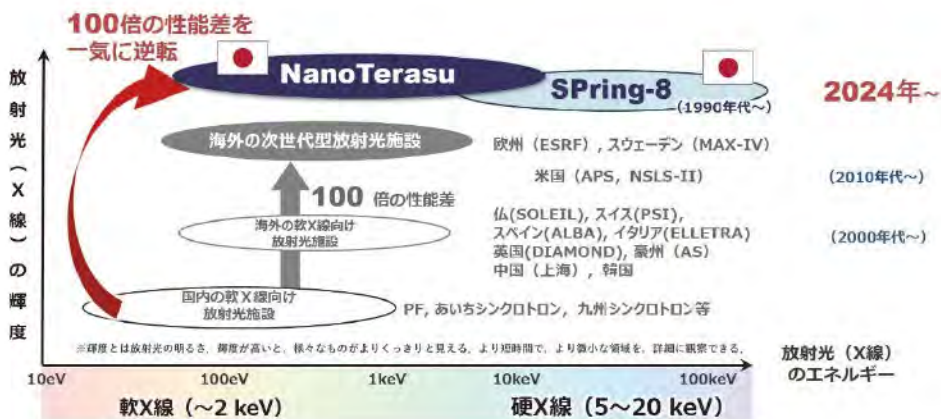 100倍の性能差を
一気に逆転
NanoTerasu
SPring-8
(1990年代～)
2024年～
放射光(X線)の輝度
海外の次世代型放射光施設
欧州（ESRF）, スウェーデン（MAX-IV）
米国（APS, NSLS-II）
(2010年代～)
100 倍の性能差
海外の軟X線向け
放射光施設
仏(SOLEIL), スイス(PSI),
スペイン(ALBA), イタリア(ELLETRA)
英国(DIAMOND), 豪州（AS）
中国（上海）, 韓国
(2000年代～)
国内の軟X線向け
放射光施設
PF, あいちシンクロトロン, 九州シンクロトロン等
※輝度とは放射光の明るさ。輝度が高いと、様々なものがよりくっきりと見える。より短時間で、より微小な領域を、詳細に観察できる。
放射光（X線）
のエネルギー
10eV
100eV
1keV
10keV
100keV
軟X線（～2 keV）
硬X線（5～20 keV）